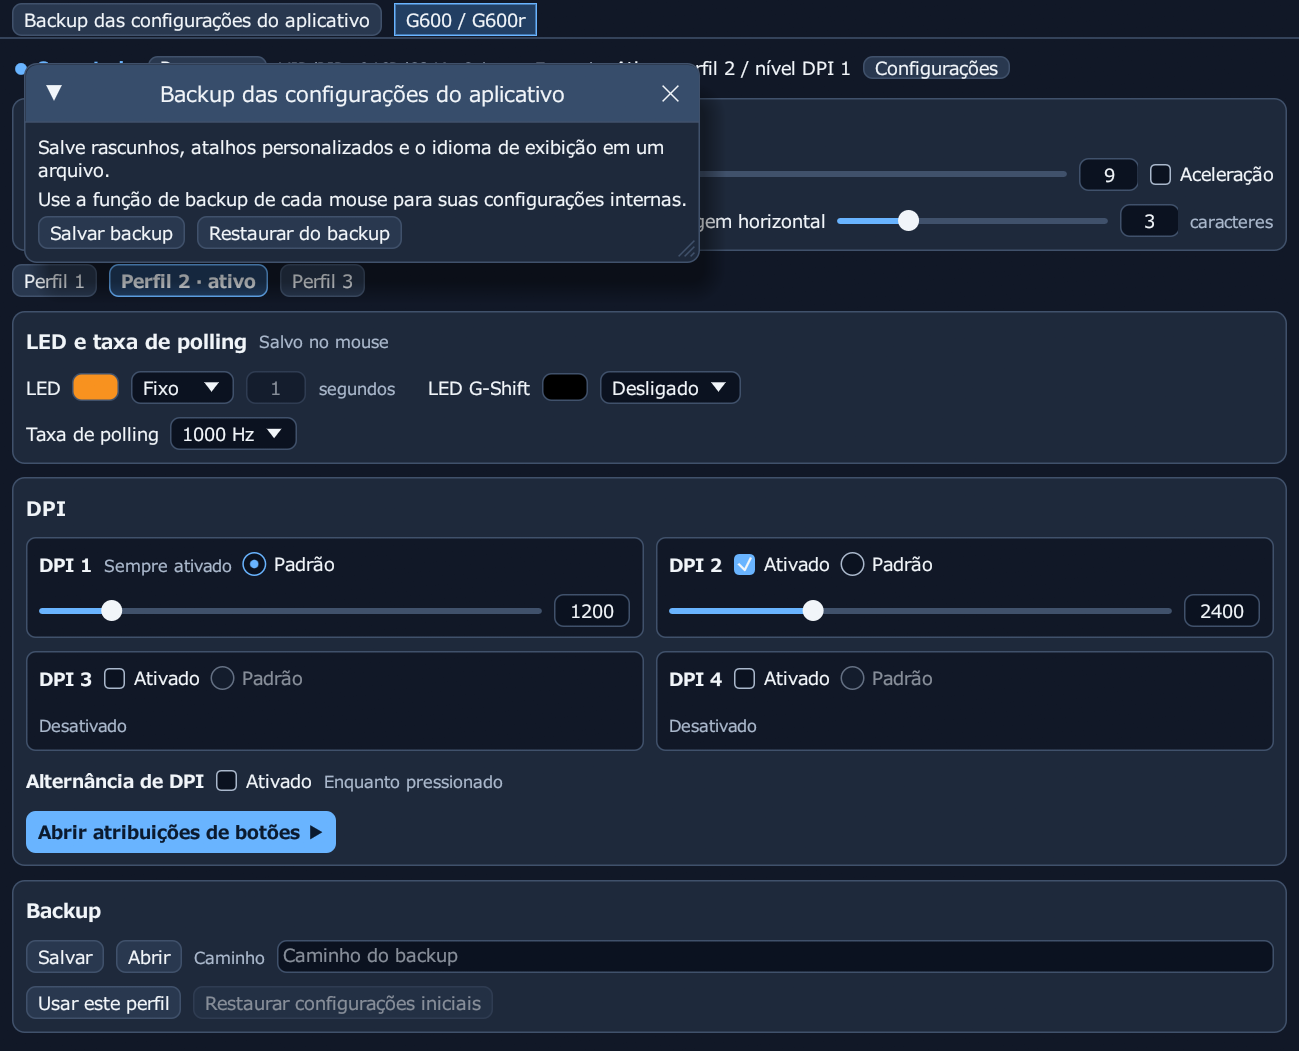 Backup das configurações do aplicativo
G600 / G600r
rfil 2 / nível DPI 1 Configurações
Backup das configurações do aplicativo
Salve rascunhos, atalhos personalizados e o idioma de exibição em um
arquivo.
Use a função de backup de cada mouse para suas configurações internas.
Salvar backup Restaurar do backup
9 Aceleração
gem horizontal 3 caracteres
Perfil 1 Perfil 2 · ativo Perfil 3
LED e taxa de polling Salvo no mouse
LED Fixo 1 segundos LED G-Shift Desligado
Taxa de polling 1000 Hz
DPI
DPI 1 Sempre ativado Padrão
1200
DPI 2 Ativado Padrão
2400
DPI 3 Ativado Padrão
Desativado
DPI 4 Ativado Padrão
Desativado
Alternância de DPI Ativado Enquanto pressionado
Abrir atribuições de botões
Backup
Salvar Abrir Caminho Caminho do backup
Usar este perfil Restaurar configurações iniciais